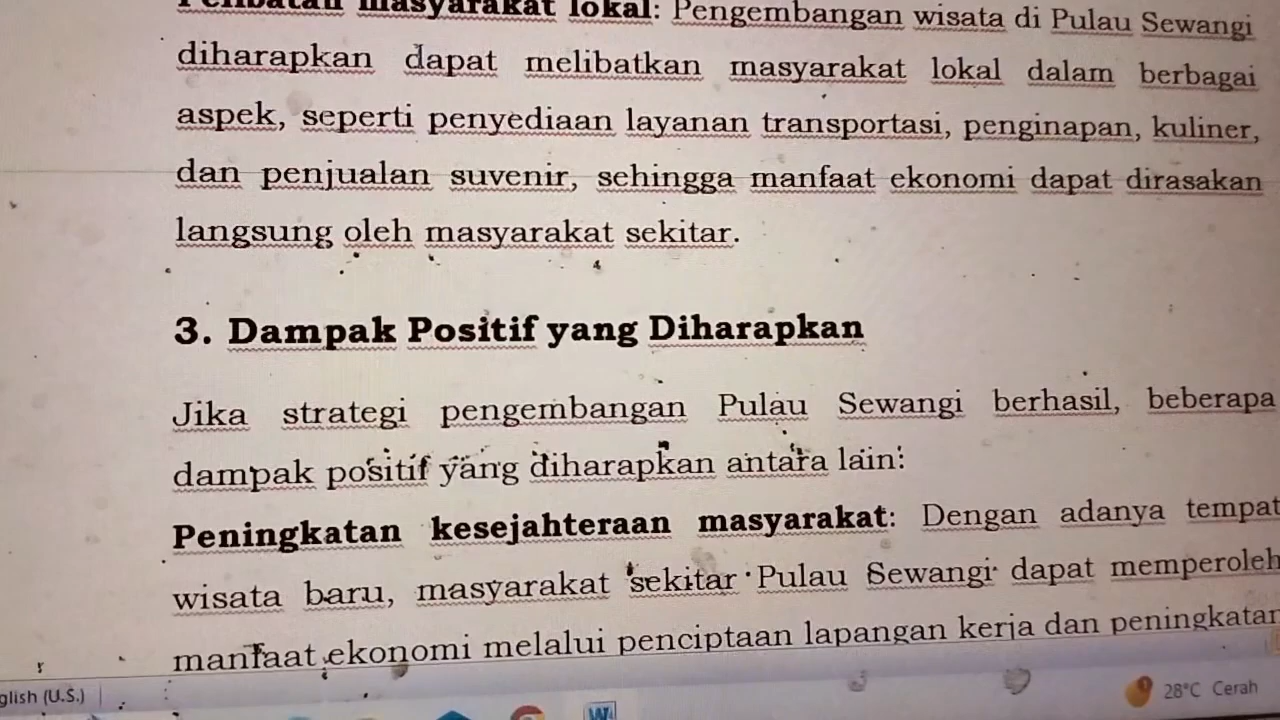 Pelibatan masyarakat lokal: Pengembangan wisata di Pulau Sewangi
diharapkan dapat melibatkan masyarakat lokal dalam berbagai
aspek, seperti penyediaan layanan transportasi, penginapan, kuliner,
dan penjualan suvenir, sehingga manfaat ekonomi dapat dirasakan
langsung oleh masyarakat sekitar.
3. Dampak Positif yang Diharapkan
Jika strategi pengembangan Pulau Sewangi berhasil, beberapa
dampak positif yang diharapkan antara lain:
Peningkatan kesejahteraan masyarakat: Dengan adanya tempat
wisata baru, masyarakat sekitar Pulau Sewangi dapat memperoleh
manfaat ekonomi melalui penciptaan lapangan kerja dan peningkatan
glish (U.S.)
28°C Cerah